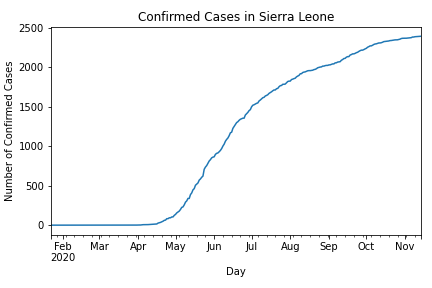 Confirmed Cases in Sierra Leone
Number of Confirmed Cases
2500
2000
1500
1000
500
0
Feb Mar Apr May Jun Jul Aug Sep Oct Nov
2020
Day